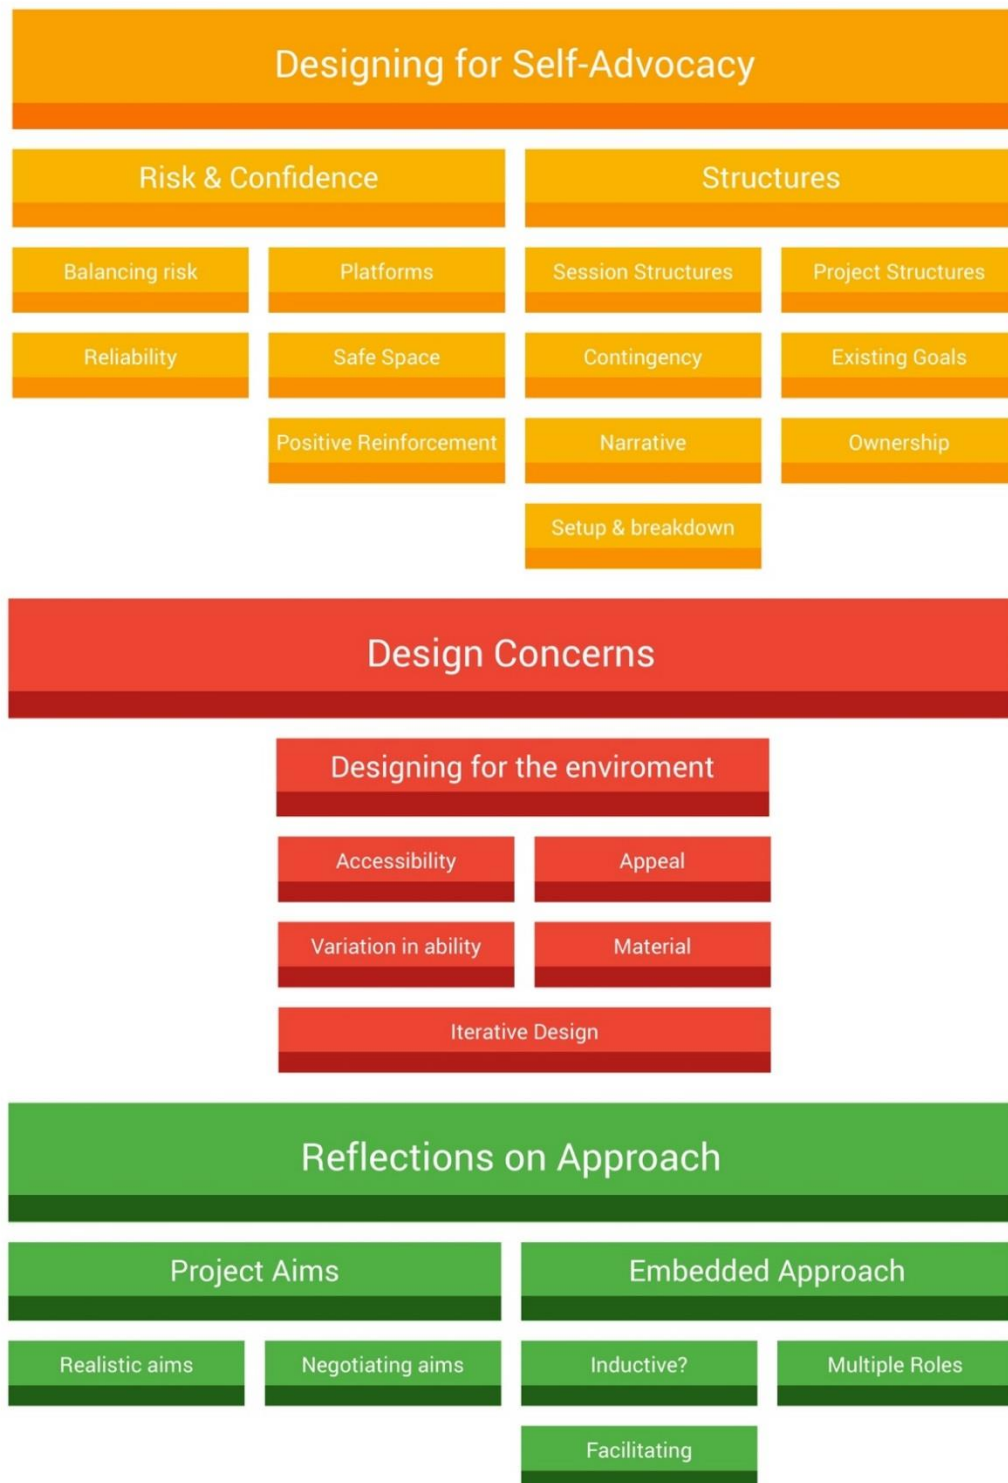 Designing for Self-Advocacy
Risk & Confidence
Structures
Balancing risk
Platforms
Session Structures
Project Structures
Reliability
Safe Space
Contingency
Existing Goals
Positive Reinforcement
Narrative
Ownership
Setup & breakdown
Design Concerns
Designing for the enviroment
Accessibility
Appeal
Variation in ability
Material
Iterative Design
Reflections on Approach
Project Aims
Embedded Approach
Realistic aims
Negotiating aims
Inductive?
Multiple Roles
Facilitating